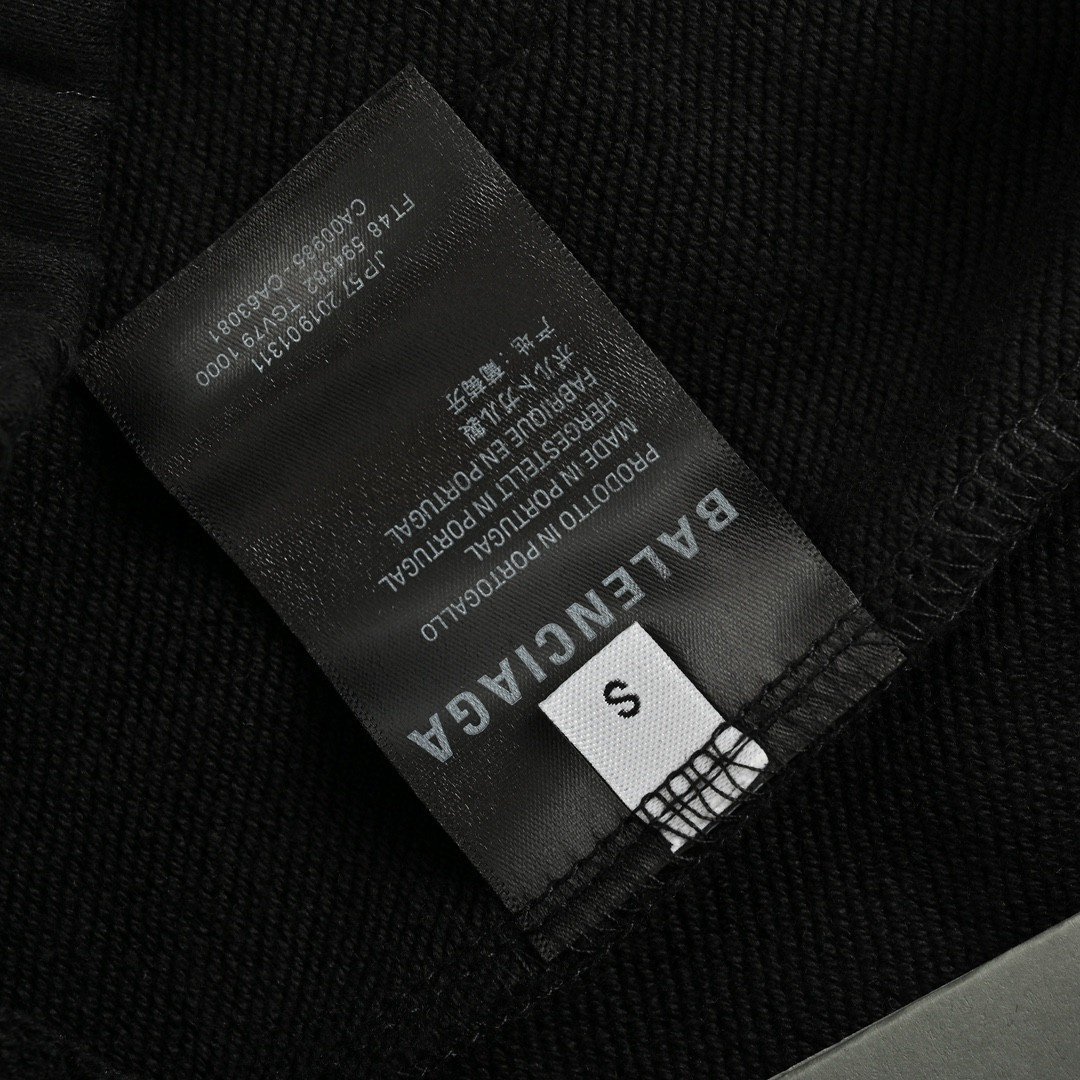 BALENCIAGA
PRODOTTO IN PORTOGALLO
MADE IN PORTUGAL
HERGESTELLT IN PORTUGAL
FABRIQUE EN PORTUGAL
ポルトガル製
产地:葡萄牙
JP57 201901311
FT48 594582 TGV79 1000
CA00985-CA63081
S